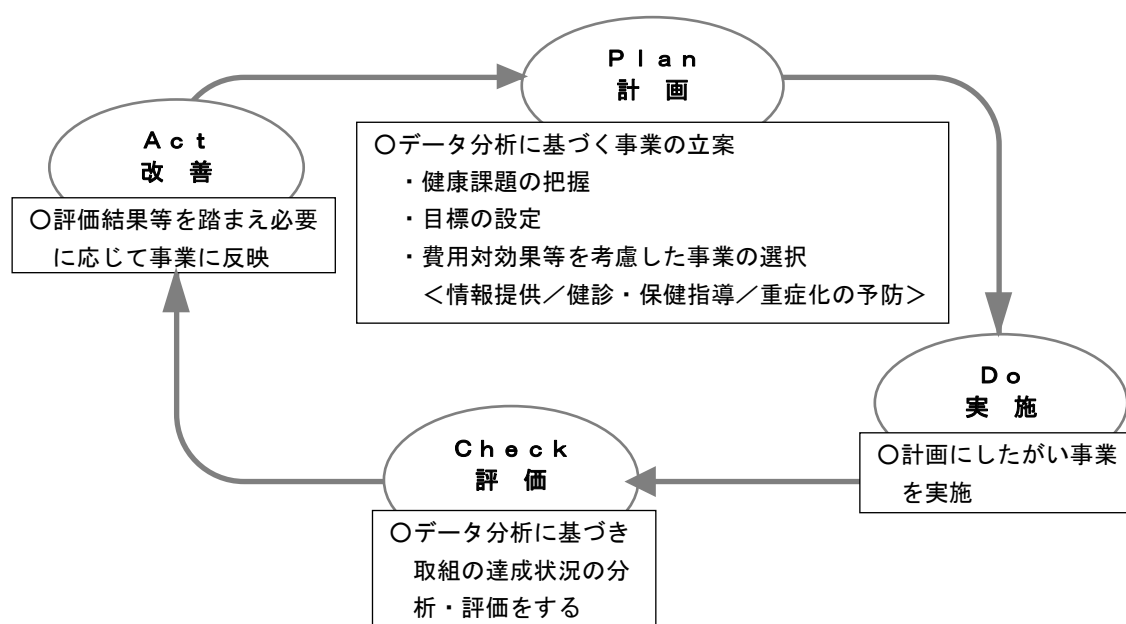 Ｐｌａｎ
計　画
〇データ分析に基づく事業の立案
・健康課題の把握
・目標の設定
・費用対効果等を考慮した事業の選択
＜情報提供／健診・保健指導／重症化の予防＞
Ｄｏ
実　施
〇計画にしたがい事業
を実施
Ｃｈｅｃｋ
評　価
〇データ分析に基づき
取組の達成状況の分
析・評価をする
Ａｃｔ
改　善
〇評価結果等を踏まえ必要
に応じて事業に反映